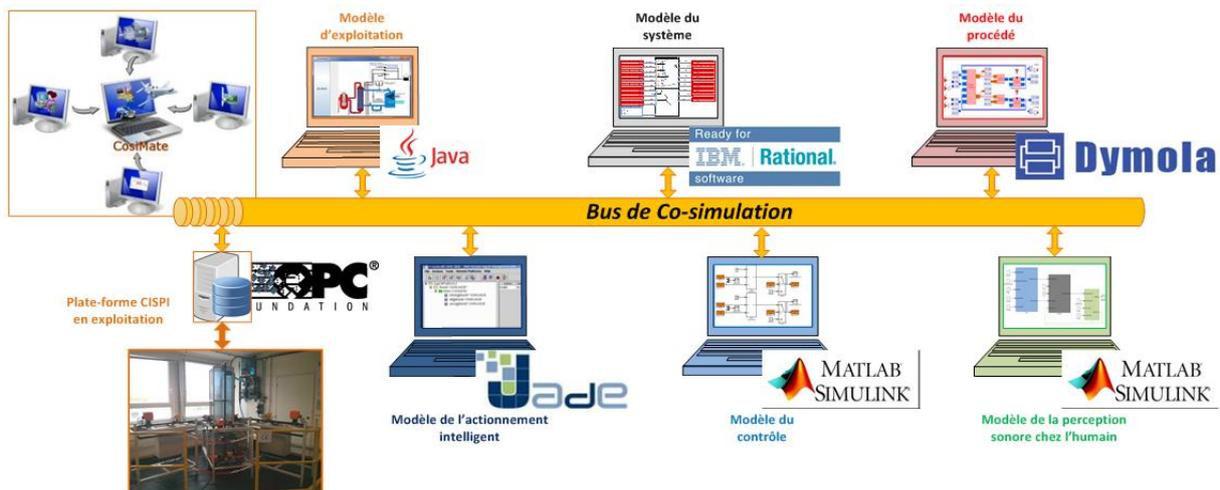 CosiMate
Modèle
d'exploitation
Java
Modèle du
système
Ready for
IBM. Rational.
software
Modèle du
procédé
Dymola
Bus de Co-simulation
Plate-forme CISPI
en exploitation
OPC®
UNDATION
Jade
Modèle de l'actionnement
intelligent
MATLAB®
SIMULINK®
Modèle du
contrôle
MATLAB®
SIMULINK®
Modèle de la perception
sonore chez l'humain